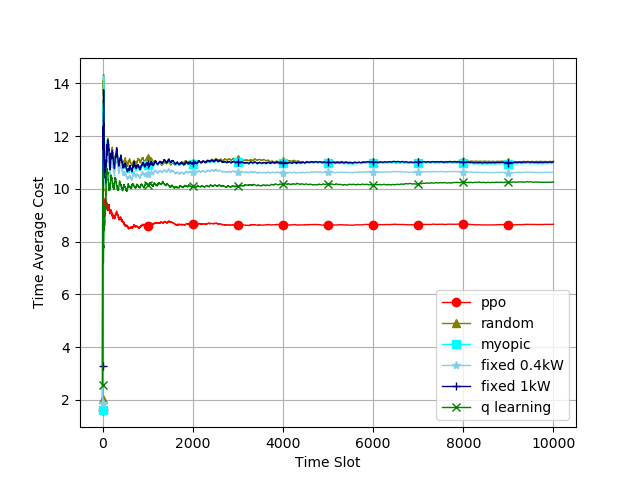 14
12
10
8
6
4
2
Time Average Cost
ppo
random
myopic
fixed 0.4kW
fixed 1kW
q learning
0
2000
4000
6000
8000
10000
Time Slot